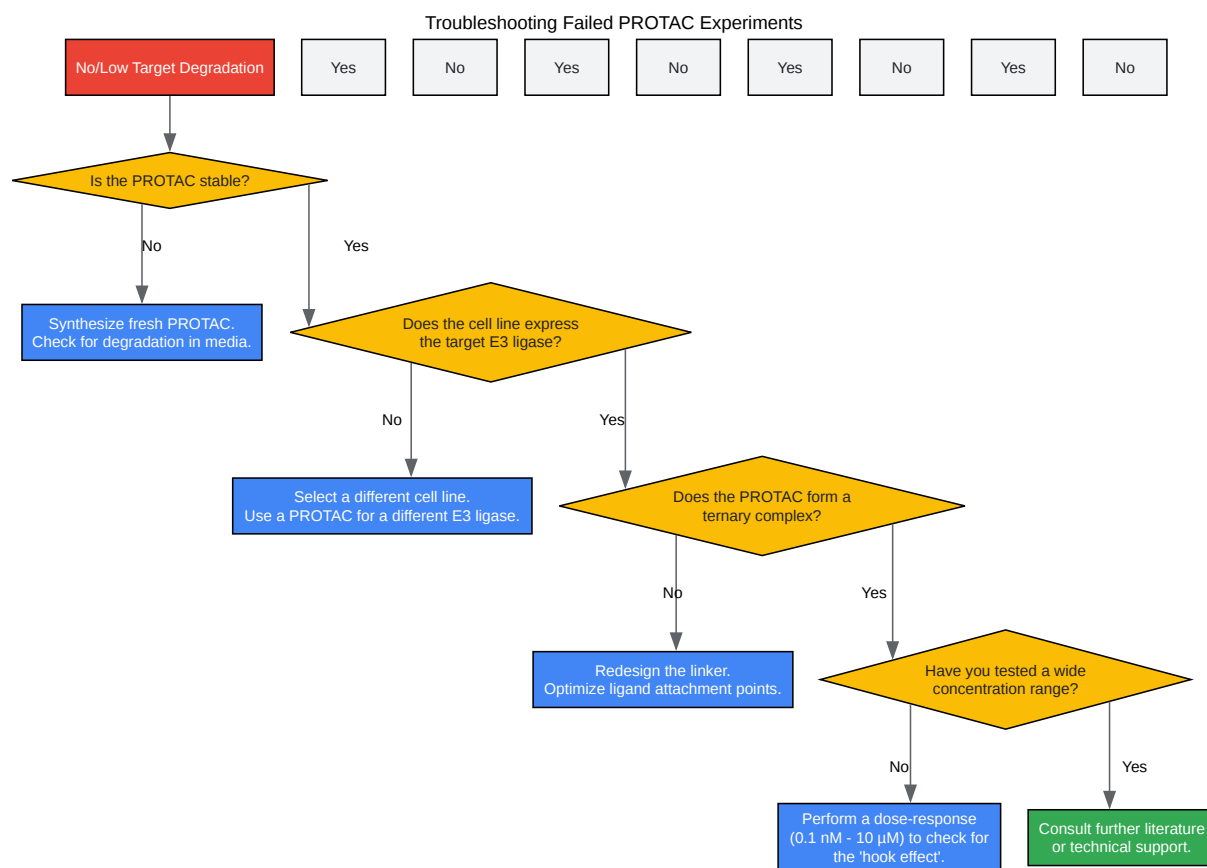 Troubleshooting Failed PROTAC Experiments
No/Low Target Degradation
Yes
No
Yes
No
Yes
No
Yes
No
Is the PROTAC stable?
No
Yes
Synthesize fresh PROTAC.
Check for degradation in media.
Does the cell line express
the target E3 ligase?
No
Yes
Select a different cell line.
Use a PROTAC for a different E3 ligase.
Does the PROTAC form a
ternary complex?
No
Yes
Redesign the linker.
Optimize ligand attachment points.
Have you tested a wide
concentration range?
No
Yes
Perform a dose-response
(0.1 nM - 10 µM) to check for
the 'hook effect'.
Consult further literature
or technical support.